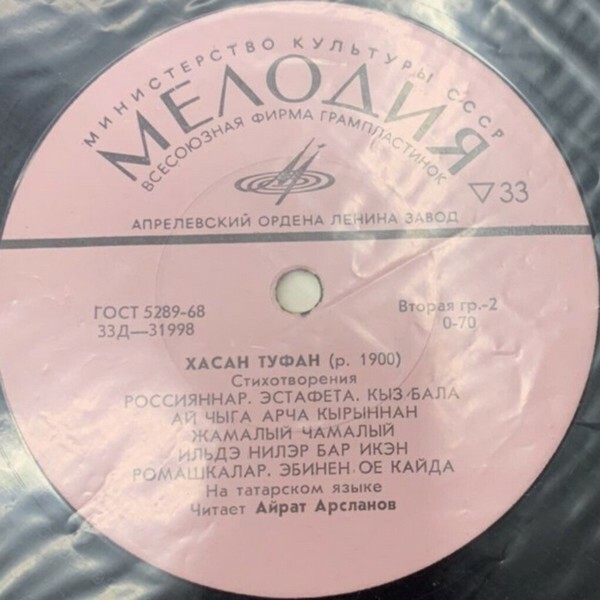 МИНИСТЕРСТВО КУЛЬТУРЫ СССР
МЕЛОДИЯ
ВСЕСОЮЗНАЯ ФИРМА ГРАМПЛАСТИНОК
▽33
АПРЕЛЕВСКИЙ ОРДЕНА ЛЕНИНА ЗАВОД
ГОСТ 5289-68
33Д—31998
Вторая гр.-2
0-70
ХАСАН ТУФАН (р. 1900)
Стихотворения
РОССИЯННАР. ЭСТАФЕТА. КЫЗ БАЛА
АЙ ЧЫГА АРЧА КЫРЫННАН
ЖАМАЛЫЙ ЧАМАЛЫЙ
ИЛЬДЭ НИЛЭР БАР ИКЭН
РОМАШКАЛАР. ЭБИНЕН ОЕ КАЙДА
На татарском языке
Читает Айрат Арсланов